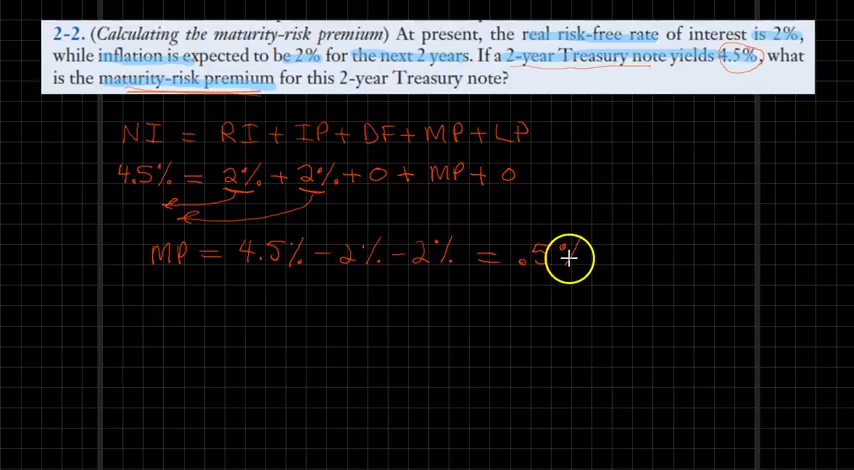 2-2. (Calculating the maturity-risk premium) At present, the real risk-free rate of interest is 2%,
while inflation is expected to be 2% for the next 2 years. If a 2-year Treasury note yields 4.5%, what
is the maturity-risk premium for this 2-year Treasury note?
NI = RI + IP + DF + MP + LP
4.5% = 2% + 2% + 0 + MP + 0
MP = 4.5% - 2% - 2% = .5%